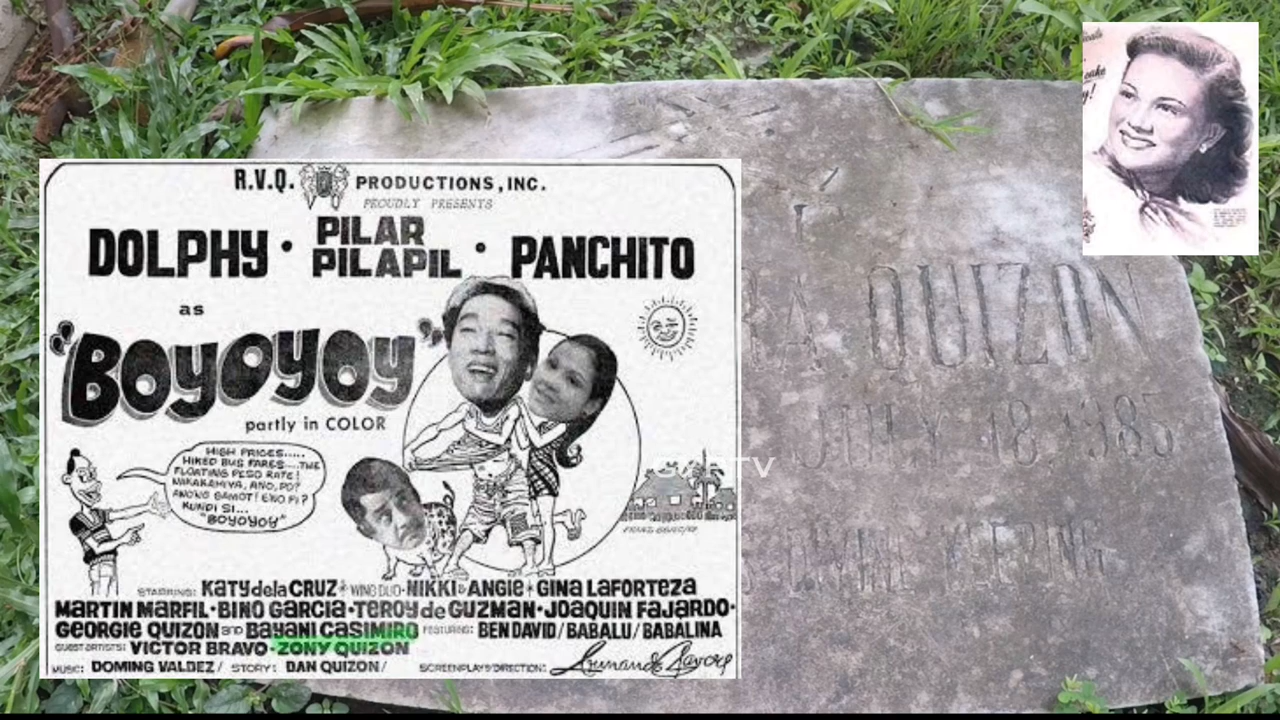 R.V.Q. PRODUCTIONS, INC.
PROUDLY PRESENTS
DOLPHY • PILAR PILAPIL • PANCHITO
as
"BOYOYOY"
partly in COLOR
HIGH PRICES.....
HIKED BUS FARES....THE
FLOATING PESO RATE!
NAKAKAHIYA, ANO, PO?
ANONG GAMOT! ENO PI?
KUNDI SI...
"BOYOYOY"
STARRING: KATY dela CRUZ • WING DUO • NIKKI & ANGIE • GINA LAFORTEZA
MARTIN MARFIL • BINO GARCIA • TEROY de GUZMAN • JOAQUIN FAJARDO •
GEORGIE QUIZON and BAYANI CASIMIRO FEATURING: BEN DAVID / BABALU / BABALINA
GUEST ARTISTS: VICTOR BRAVO • ZONY QUIZON
MUSIC: DOMING VALDEZ / STORY: DAN QUIZON / SCREENPLAY & DIRECTION:
QUIZON
18 1985